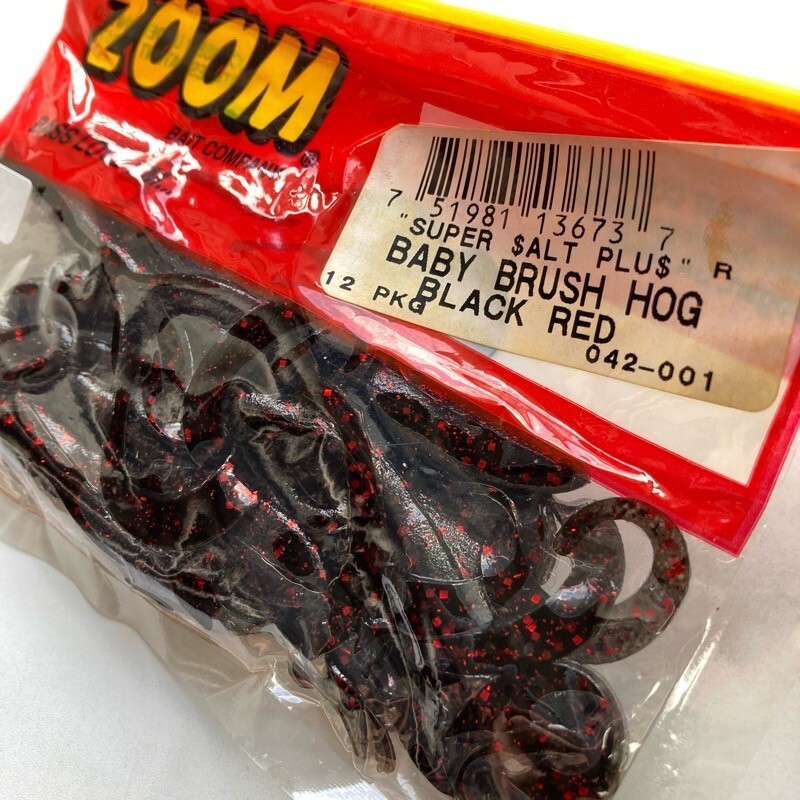 ZOOM
®
BAIT COMPANY
BASS
7 51981 13673 7
"SUPER $ALT PLU$" R
BABY BRUSH HOG
12 PKG
BLACK RED
042-001